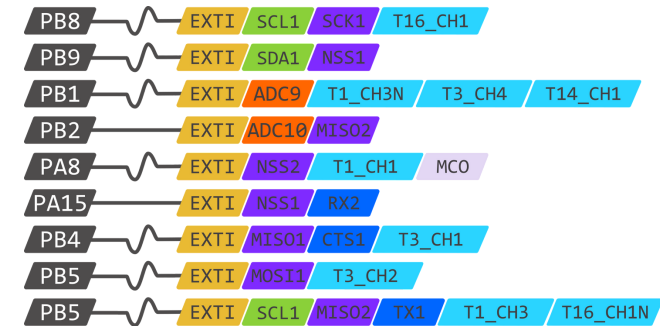 PB8 EXTI SCL1 SCK1 T16_CH1
PB9 EXTI SDA1 NSS1
PB1 EXTI ADC9 T1_CH3N T3_CH4 T14_CH1
PB2 EXTI ADC10 MISO2
PA8 EXTI NSS2 T1_CH1 MCO
PA15 EXTI NSS1 RX2
PB4 EXTI MISO1 CTS1 T3_CH1
PB5 EXTI MOSI1 T3_CH2
PB5 EXTI SCL1 MISO2 TX1 T1_CH3 T16_CH1N